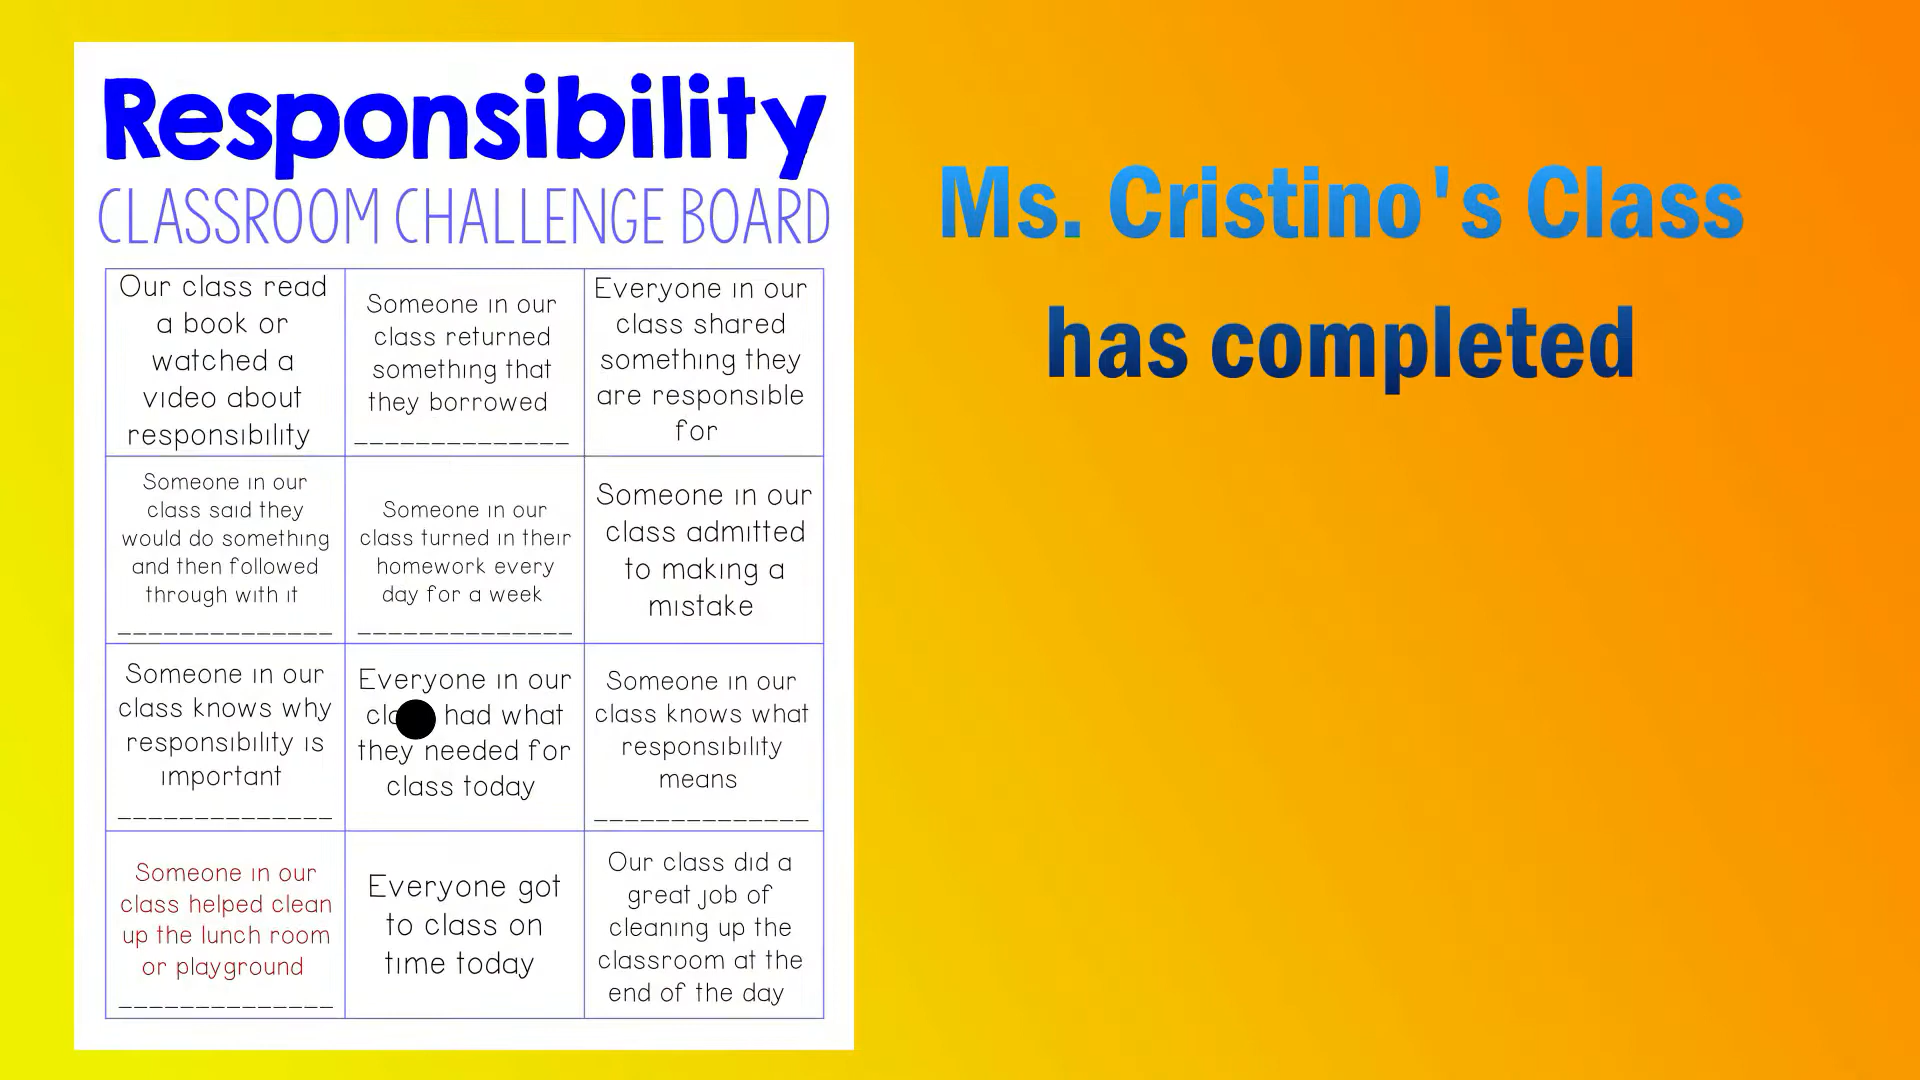 Responsibility
CLASSROOM CHALLENGE BOARD
Our class read
a book or
watched a
video about
responsibility
Someone in our
class returned
something that
they borrowed
______________
Everyone in our
class shared
something they
are responsible
for
Someone in our
class said they
would do something
and then followed
through with it
______________
Someone in our
class turned in their
homework every
day for a week
______________
Someone in our
class admitted
to making a
mistake
Someone in our
class knows why
responsibility is
important
______________
Everyone in our
had what
they needed for
class today
Someone in our
class knows what
responsibility
means
______________
Someone in our
class helped clean
up the lunch room
or playground
______________
Everyone got
to class on
time today
Our class did a
great job of
cleaning up the
classroom at the
end of the day
Ms. Cristino's Class
has completed